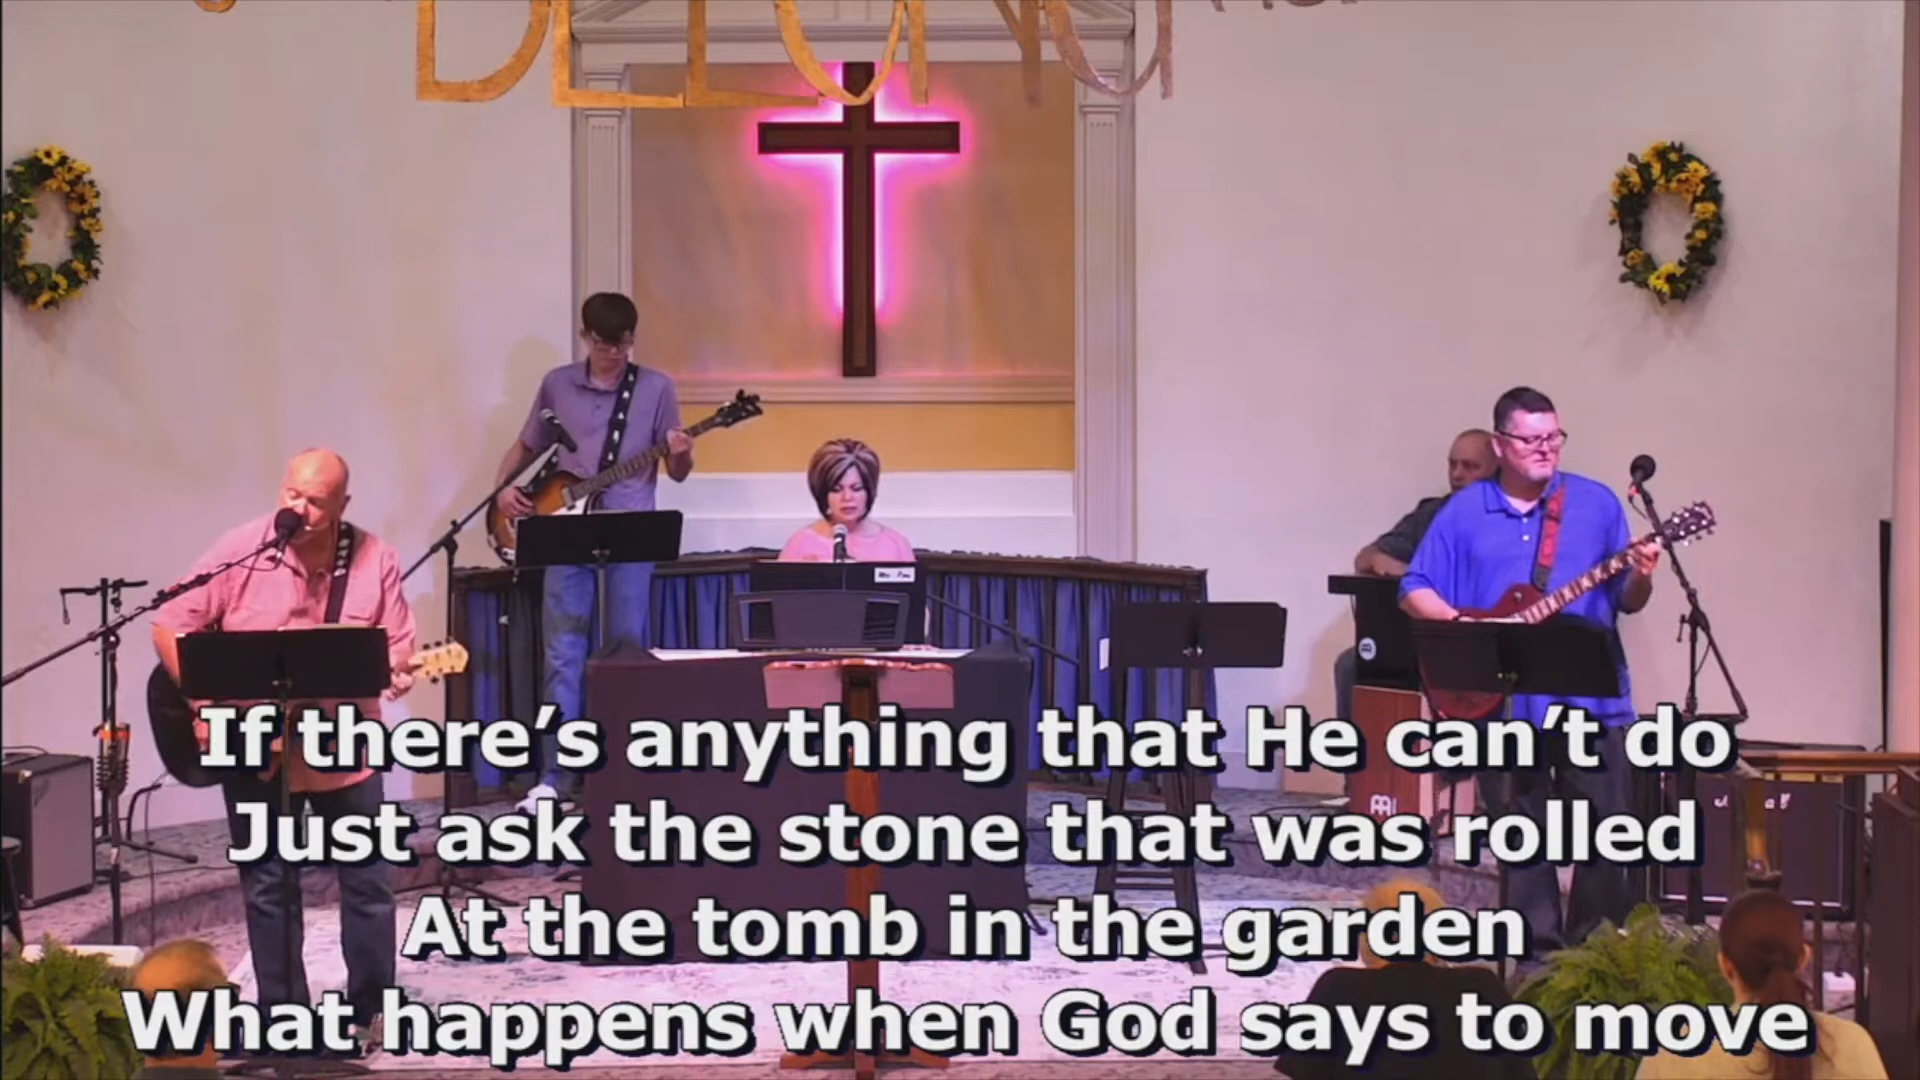 BELONG
If there's anything that He can't do
Just ask the stone that was rolled
At the tomb in the garden
What happens when God says to move